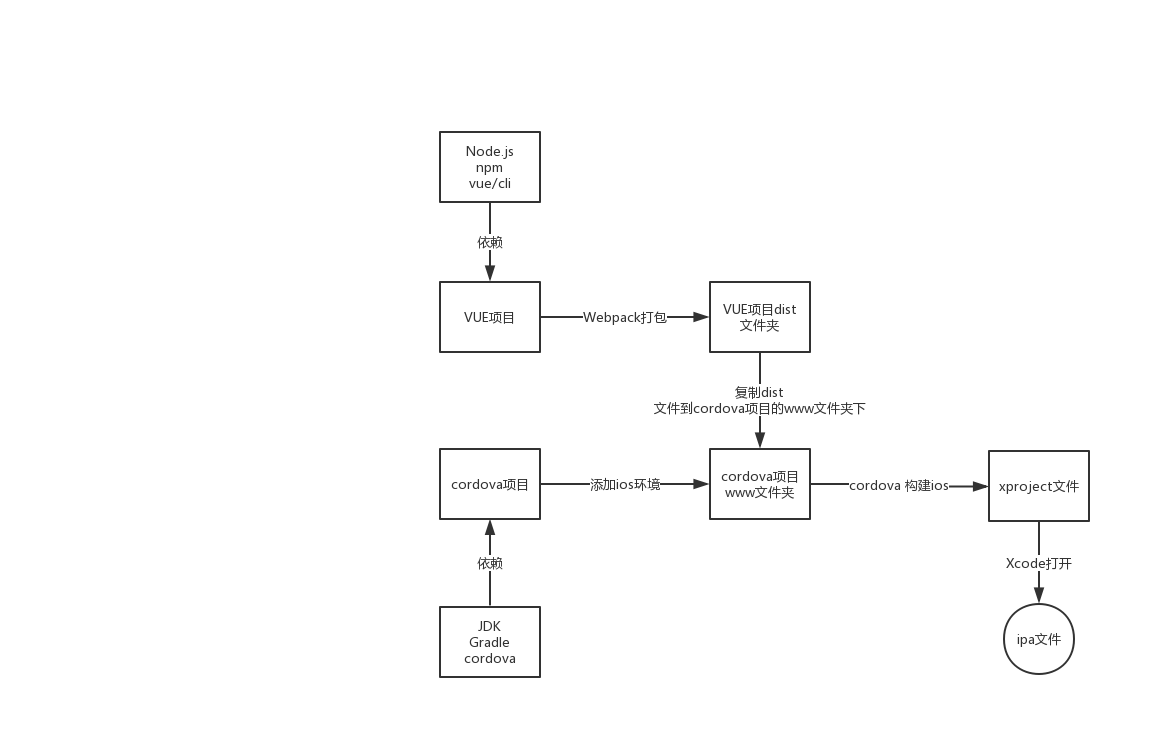 Node.js
npm
vue/cli
依赖
VUE项目
Webpack打包
VUE项目dist
文件夹
复制dist
文件到cordova项目的www文件夹下
cordova项目
添加ios环境
cordova项目
www文件夹
cordova 构建ios
xproject文件
依赖
Xcode打开
JDK
Gradle
cordova
ipa文件